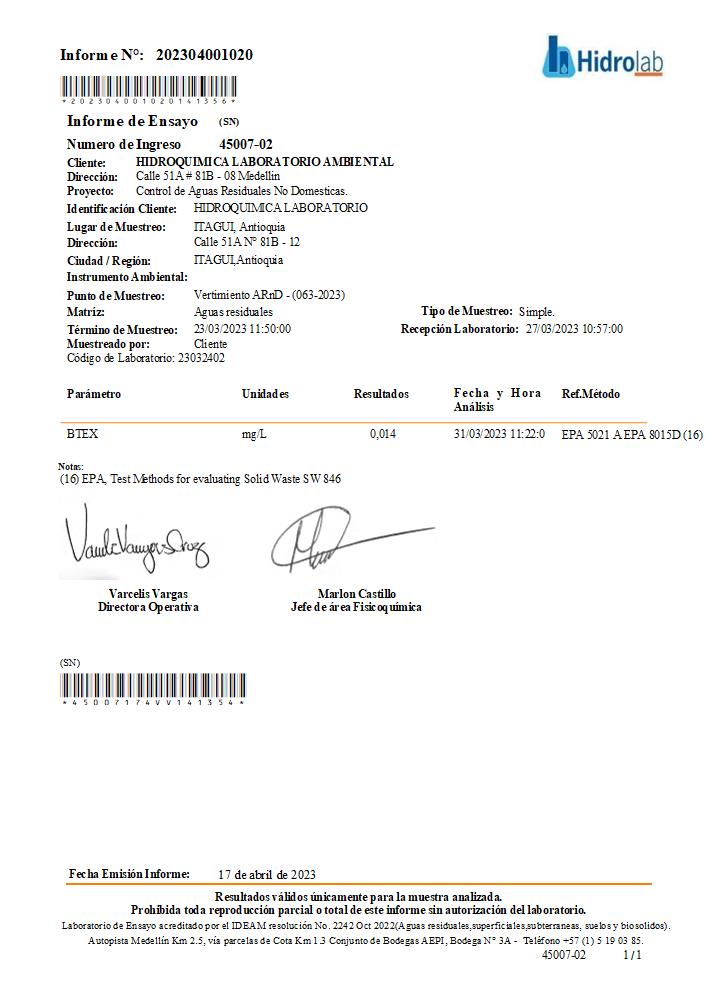 Informe N°: 202304001020
Hidrolab
*202304001020141356*
Informe de Ensayo (SN)
Numero de Ingreso 45007-02
Cliente: HIDROQUIMICA LABORATORIO AMBIENTAL
Dirección: Calle 51A # 81B - 08 Medellin
Proyecto: Control de Aguas Residuales No Domesticas.
Identificación Cliente: HIDROQUIMICA LABORATORIO
Lugar de Muestreo: ITAGUI, Antioquia
Dirección: Calle 51A N° 81B - 12
Ciudad / Región: ITAGUI,Antioquia
Instrumento Ambiental:
Punto de Muestreo: Vertimiento ARnD - (063-2023)
Matríz: Aguas residuales Tipo de Muestreo: Simple.
Término de Muestreo: 23/03/2023 11:50:00 Recepción Laboratorio: 27/03/2023 10:57:00
Muestreado por: Cliente
Código de Laboratorio: 23032402
Parámetro Unidades Resultados Fecha y Hora Análisis Ref.Método
BTEX mg/L 0,014 31/03/2023 11:22:0 EPA 5021 A EPA 8015D (16)
Notas:
(16) EPA, Test Methods for evaluating Solid Waste SW 846
Varcelis Vargas Marlon Castillo
Directora Operativa Jefe de área Fisicoquímica
(SN)
*45007174VV141354*
Fecha Emisión Informe: 17 de abril de 2023
Resultados válidos únicamente para la muestra analizada.
Prohibida toda reproducción parcial o total de este informe sin autorización del laboratorio.
Laboratorio de Ensayo acreditado por el IDEAM resolución No. 2242 Oct 2022(Aguas residuales,superficiales,subterraneas, suelos y biosolidos).
Autopista Medellín Km 2.5, vía parcelas de Cota Km 1.3 Conjunto de Bodegas AEPI, Bodega N° 3A - Teléfono +57 (1) 5 19 03 85.
45007-02 1/1